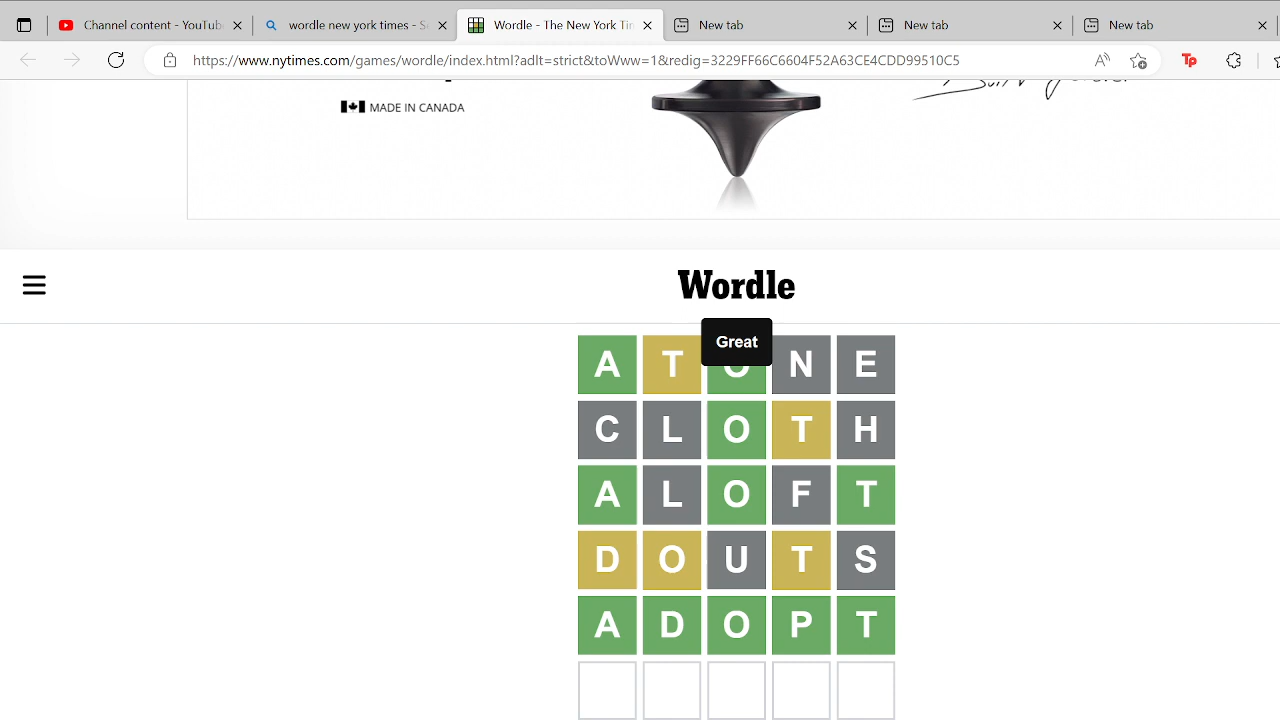 Channel content - YouTub
wordle new york times - S
Wordle - The New York Tim
New tab
New tab
New tab
https://www.nytimes.com/games/wordle/index.html?adlt=strict&toWww=1&redig=3229FF66C6604F52A63CE4CDD99510C5
MADE IN CANADA
Wordle
Great
A T O N E
C L O T H
A L O F T
D O U T S
A D O P T